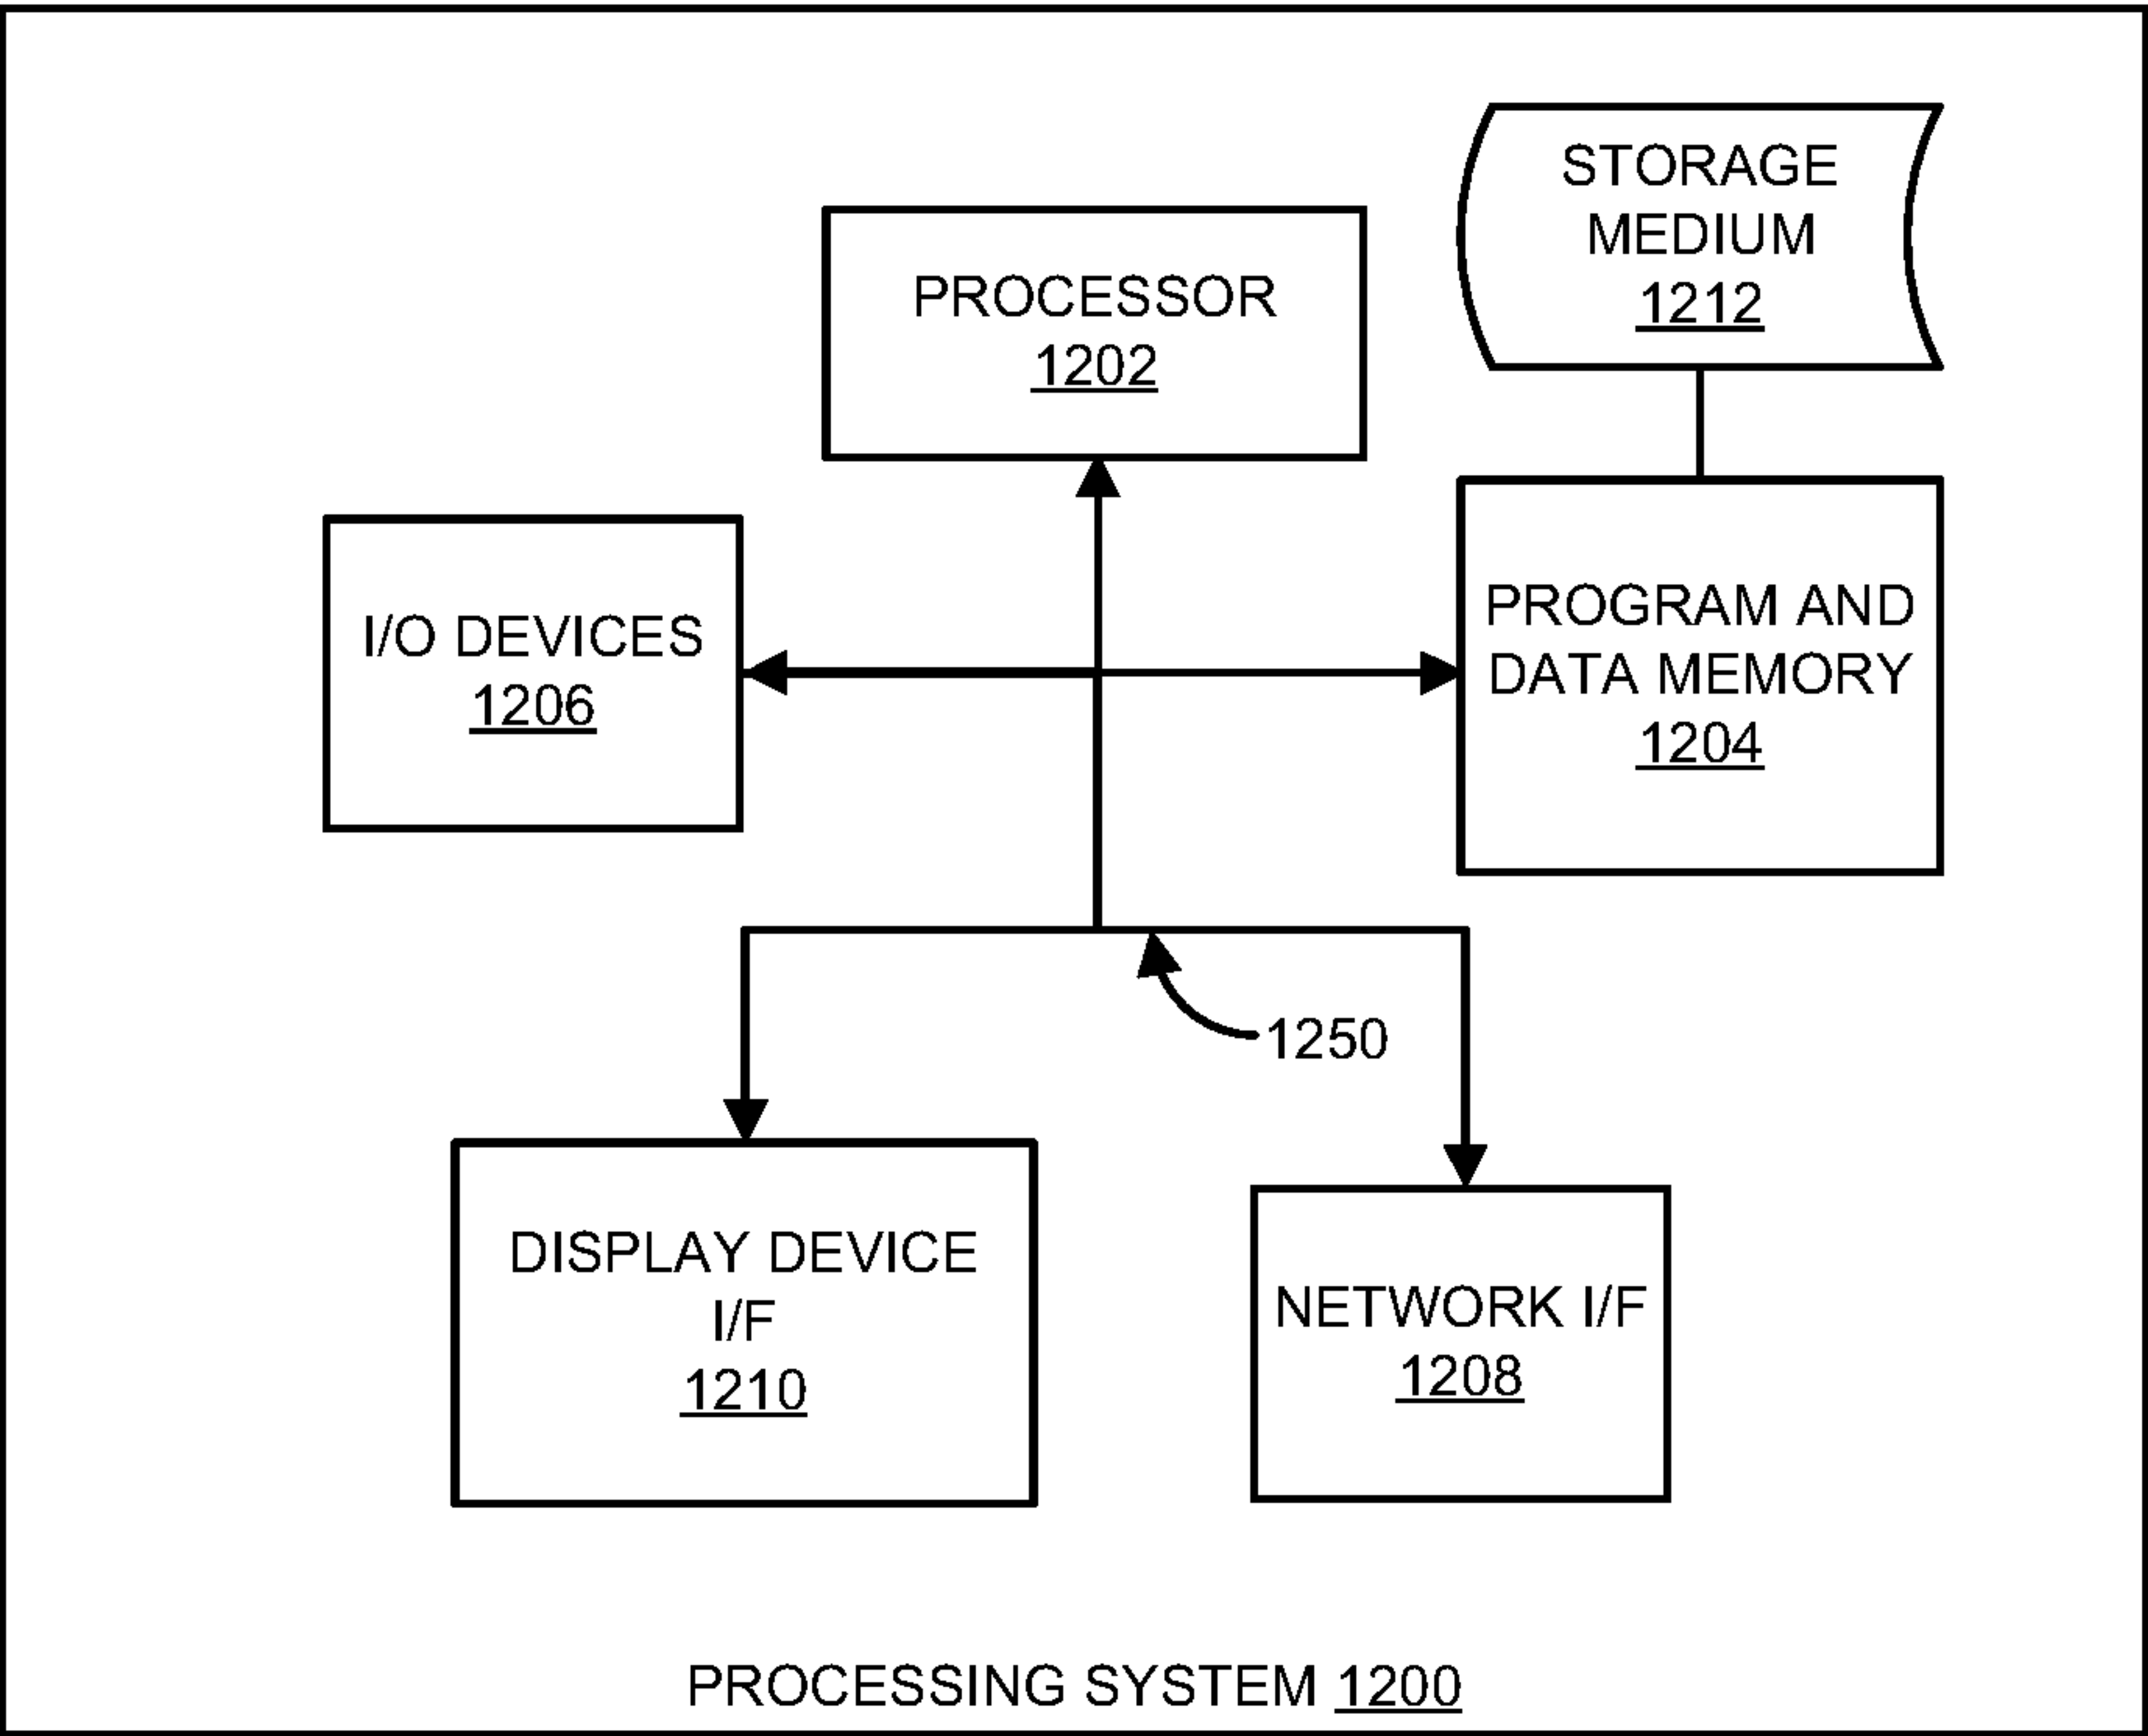 STORAGE
MEDIUM
1212
PROCESSOR
1202
I/O DEVICES
1206
PROGRAM AND
DATA MEMORY
1204
1250
DISPLAY DEVICE
I/F
1210
NETWORK I/F
1208
PROCESSING SYSTEM 1200